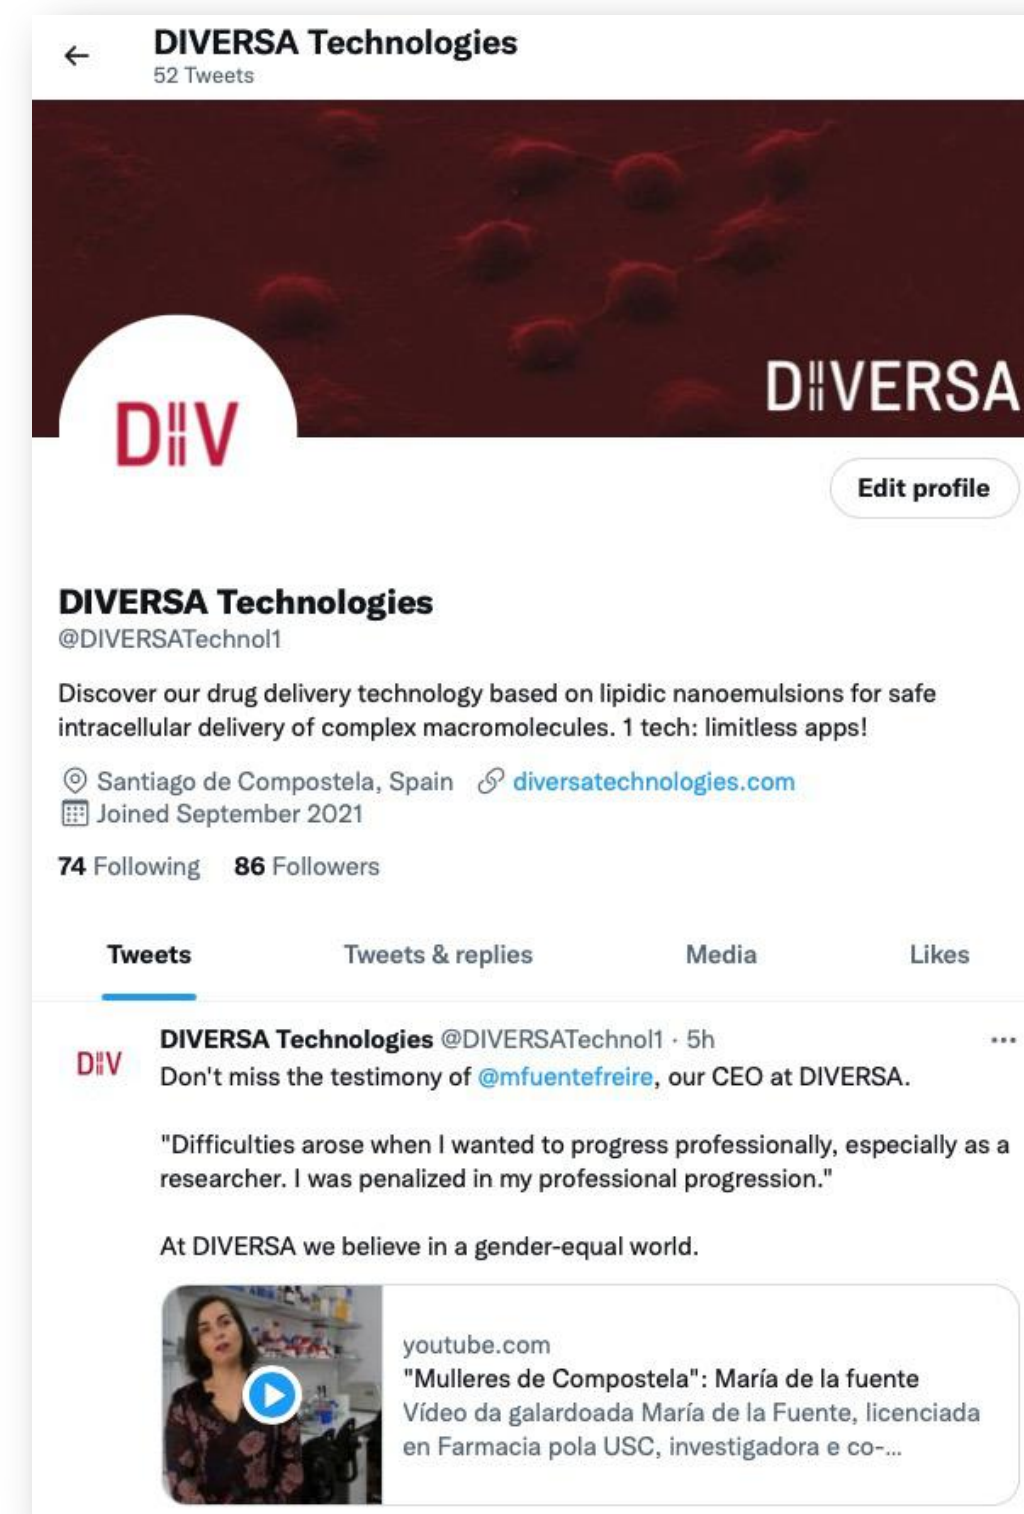 DIVERSA Technologies
52 Tweets
DIVERSA
DIV
Edit profile
DIVERSA Technologies
@DIVERSATechnol1
Discover our drug delivery technology based on lipidic nanoemulsions for safe
intracellular delivery of complex macromolecules. 1 tech: limitless apps!
Santiago de Compostela, Spain diversatechnologies.com
Joined September 2021
74 Following 86 Followers
Tweets Tweets & replies Media Likes
DIVERSA Technologies @DIVERSATechnol1 · 5h
DIV
Don't miss the testimony of @mfuentefreire, our CEO at DIVERSA.
"Difficulties arose when I wanted to progress professionally, especially as a
researcher. I was penalized in my professional progression."
At DIVERSA we believe in a gender-equal world.
youtube.com
"Mulleres de Compostela": María de la fuente
Vídeo da galardoada María de la Fuente, licenciada
en Farmacia pola USC, investigadora e co-...